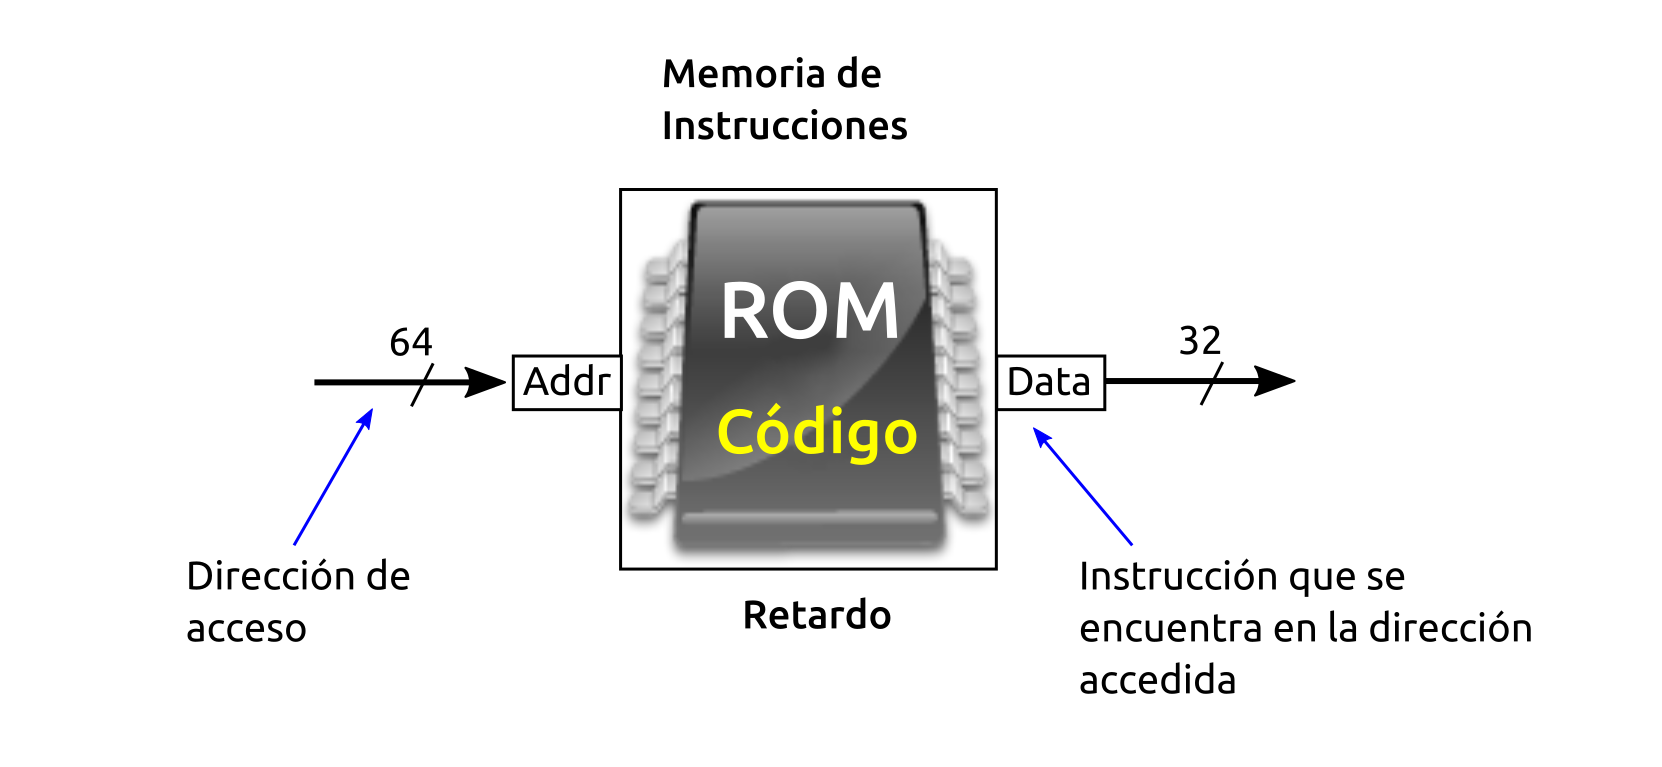 Memoria de
Instrucciones
ROM
64
32
Addr
Data
Código
Dirección de
acceso
Retardo
Instrucción que se
encuentra en la dirección
accedida